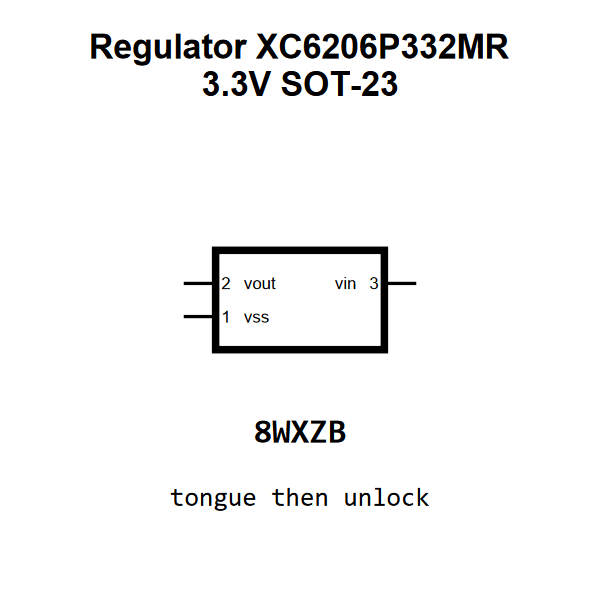 Regulator XC6206P332MR
3.3V SOT-23
2 vout vin 3
1 vss
8WXZB
tongue then unlock